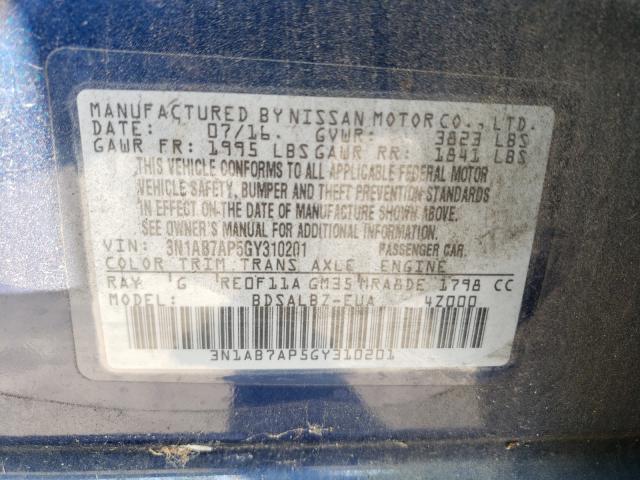 MANUFACTURED BY NISSAN MOTOR CO., LTD.
DATE: 07/16 GVWR: 3823 LBS
GAWR FR: 1995 LBS GAWR RR: 1841 LBS
THIS VEHICLE CONFORMS TO ALL APPLICABLE FEDERAL MOTOR
VEHICLE SAFETY, BUMPER AND THEFT PREVENTION STANDARDS
IN EFFECT ON THE DATE OF MANUFACTURE SHOWN ABOVE.
SEE OWNER'S MANUAL FOR ADDITIONAL INFORMATION.
VIN: 3N1AB7AP5GY310201 PASSENGER CAR.
COLOR TRIM TRANS AXLE ENGINE
RAY G RE0F11A GM35 MRA8DE 1798 CC
MODEL: BDSALBZ-EUA 4Z000
3N1AB7AP5GY310201